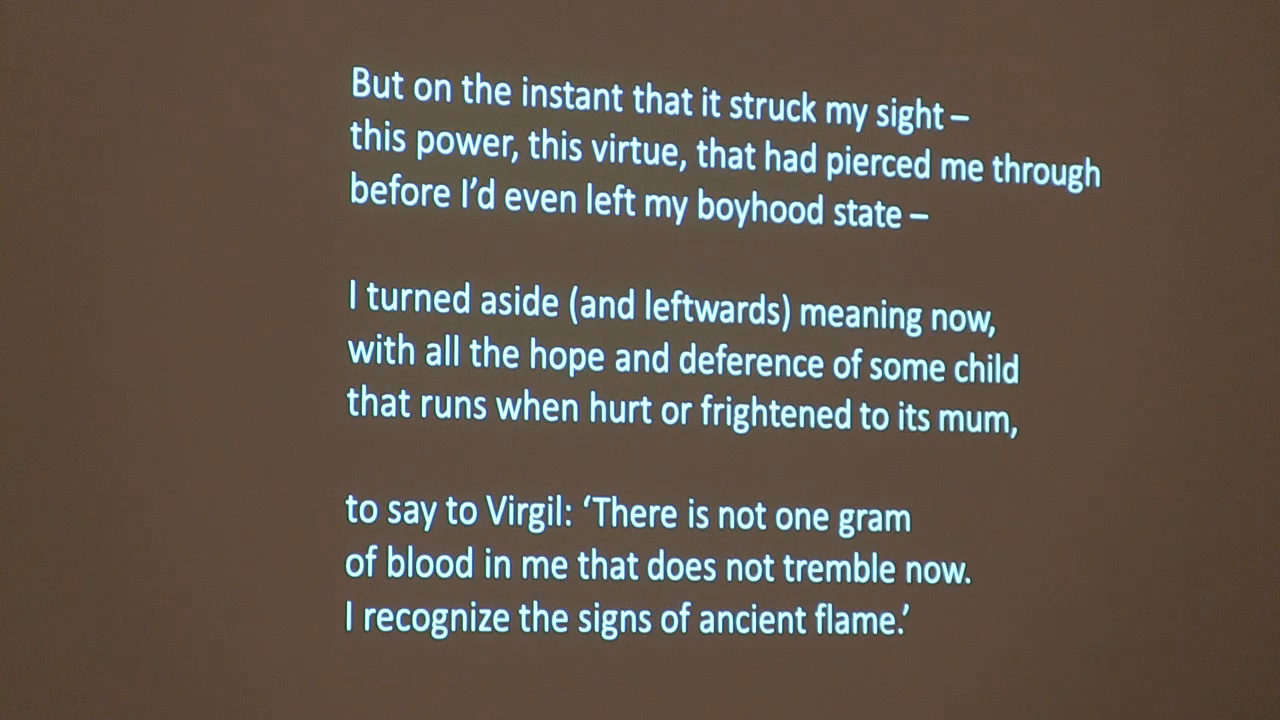 But on the instant that it struck my sight –
this power, this virtue, that had pierced me through
before I’d even left my boyhood state –
I turned aside (and leftwards) meaning now,
with all the hope and deference of some child
that runs when hurt or frightened to its mum,
to say to Virgil: ‘There is not one gram
of blood in me that does not tremble now.
I recognize the signs of ancient flame.’